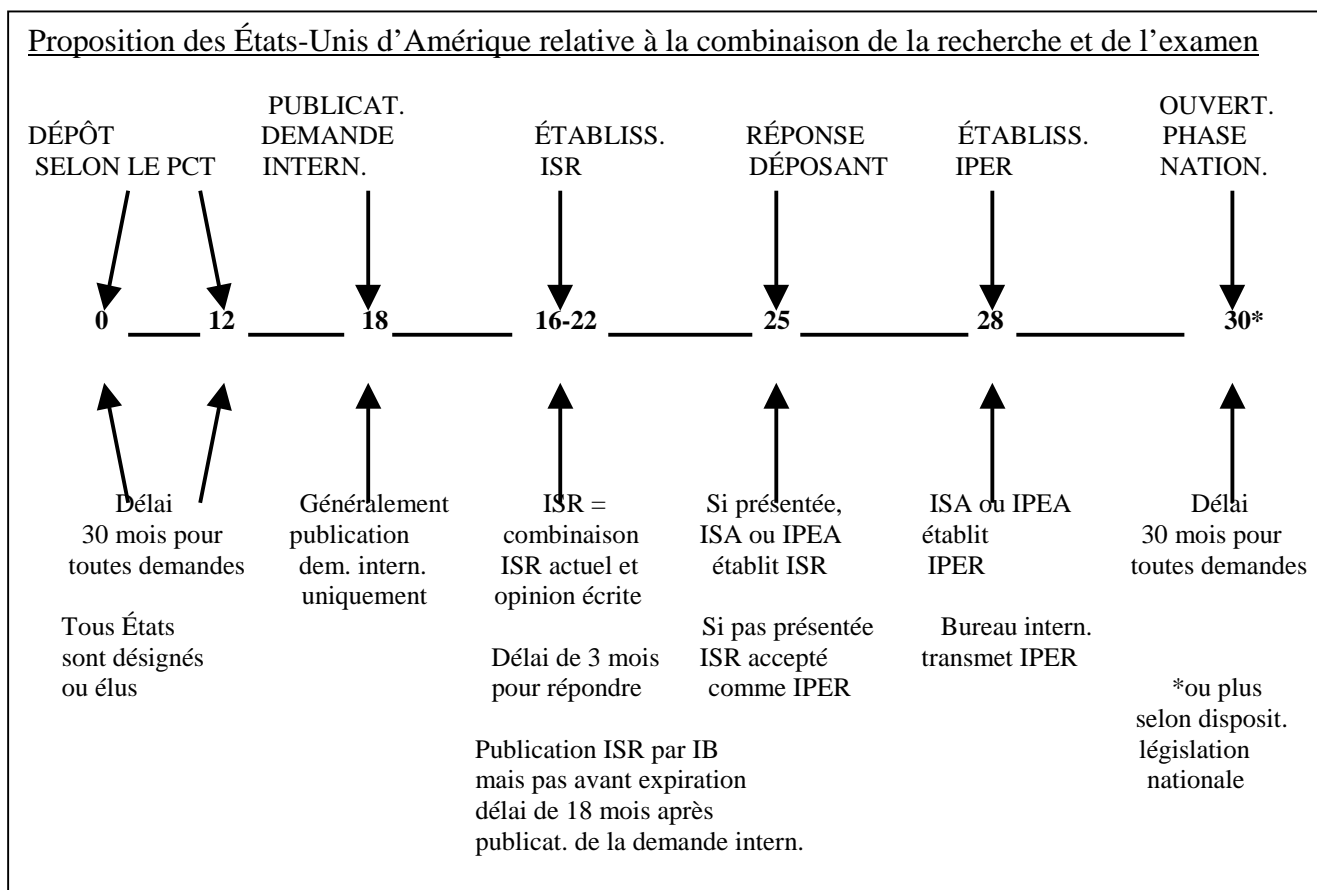 Proposition des États-Unis d’Amérique relative à la combinaison de la recherche et de l’examen
DÉPÔT
SELON LE PCT
PUBLICAT.
DEMANDE
INTERN.
ÉTABLISS.
ISR
RÉPONSE
DÉPOSANT
ÉTABLISS.
IPER
OUVERT.
PHASE
NATION.
0 12 18 16-22 25 28 30*
Délai
30 mois pour
toutes demandes
Tous États
sont désignés
ou élus
Généralement
publication
dem. intern.
uniquement
ISR =
combinaison
ISR actuel et
opinion écrite
Délai de 3 mois
pour répondre
Publication ISR par IB
mais pas avant expiration
délai de 18 mois après
publicat. de la demande intern.
Si présentée,
ISA ou IPEA
établit ISR
Si pas présentée
ISR accepté
comme IPER
ISA ou IPEA
établit
IPER
Bureau intern.
transmet IPER
Délai
30 mois pour
toutes demandes
*ou plus
selon disposit.
législation
nationale